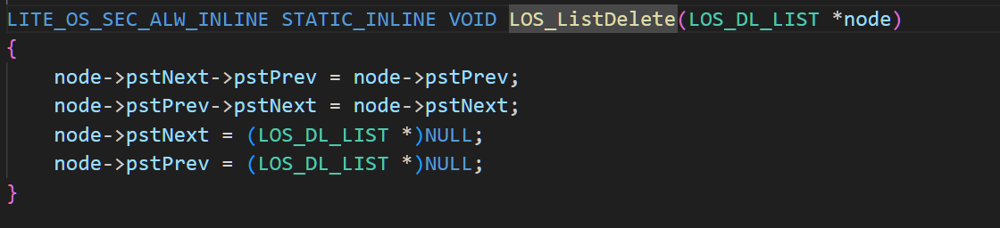 LITE_OS_SEC_ALW_INLINE STATIC_INLINE VOID LOS_ListDelete(LOS_DL_LIST *node)
{
    node->pstNext->pstPrev = node->pstPrev;
    node->pstPrev->pstNext = node->pstNext;
    node->pstNext = (LOS_DL_LIST *)NULL;
    node->pstPrev = (LOS_DL_LIST *)NULL;
}